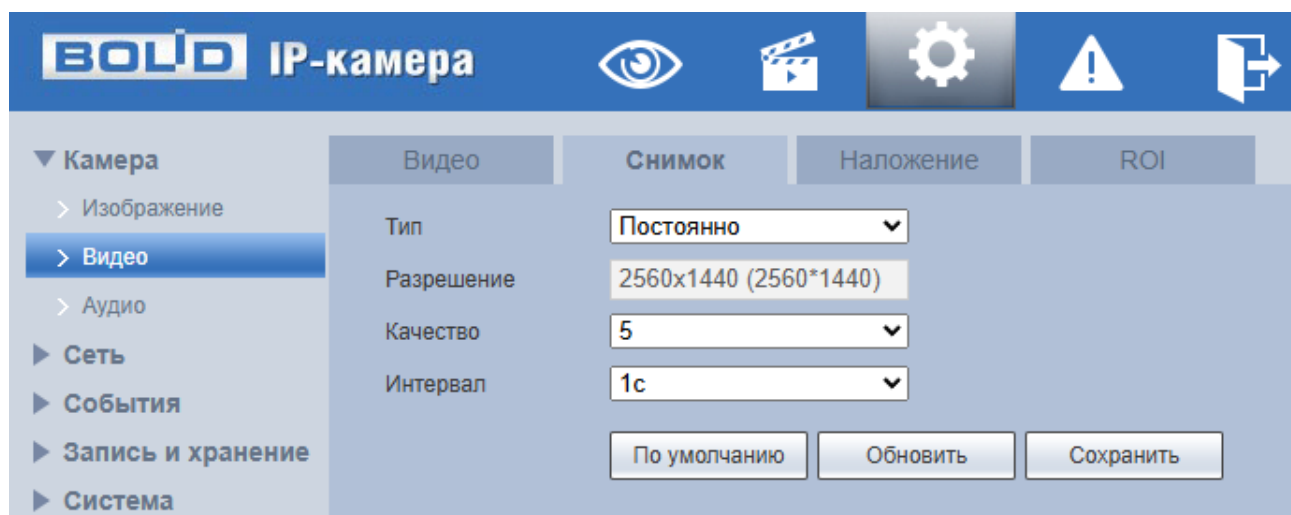 BOLID IP-камера
Камера
Изображение
Видео
Аудио
Сеть
События
Запись и хранение
Система
Видео Снимок Наложение ROI
Тип Постоянно
Разрешение 2560x1440 (2560*1440)
Качество 5
Интервал 1с
По умолчанию Обновить Сохранить